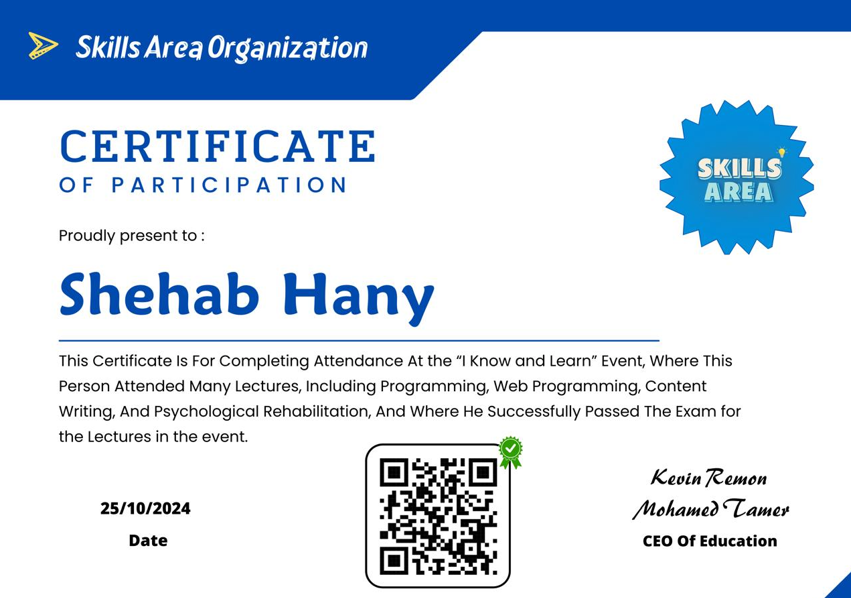 Skills Area Organization
CERTIFICATE
OF PARTICIPATION
SKILLS
AREA
Proudly present to :
Shehab Hany
This Certificate Is For Completing Attendance At the “I Know and Learn” Event, Where This
Person Attended Many Lectures, Including Programming, Web Programming, Content
Writing, And Psychological Rehabilitation, And Where He Successfully Passed The Exam for
the Lectures in the event.
25/10/2024
Date
Kevin Remon
Mohamed Tamer
CEO Of Education